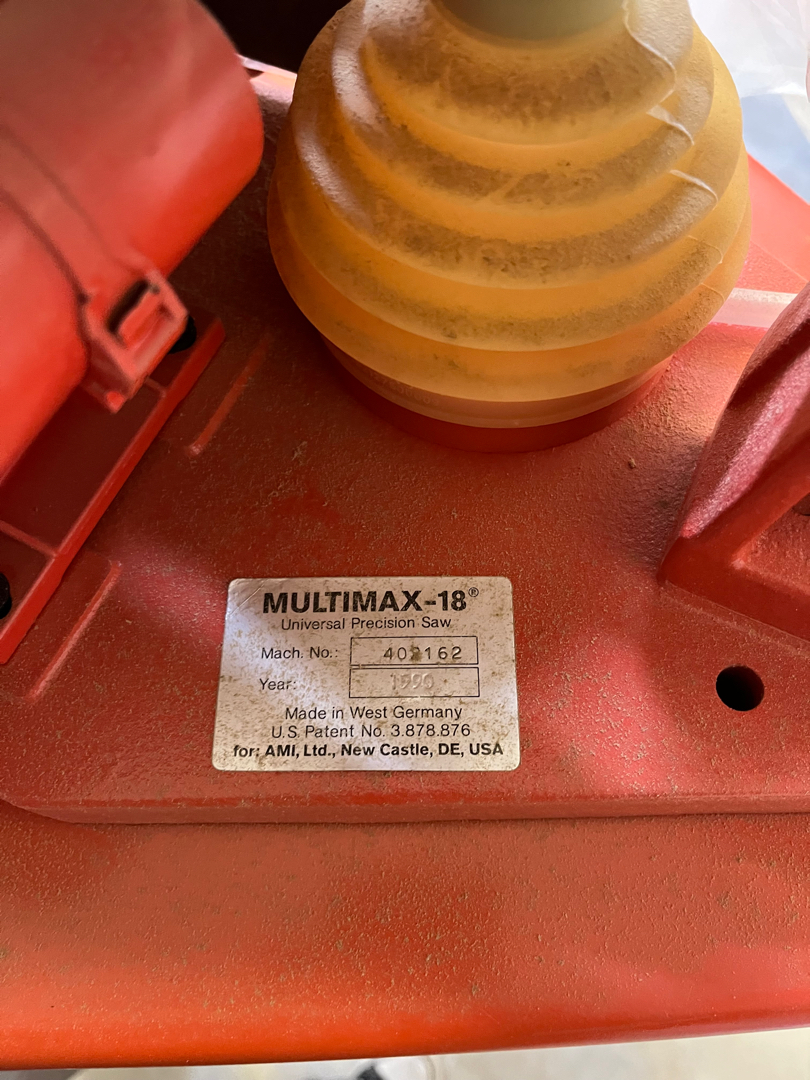 MULTIMAX-18®
Universal Precision Saw
Mach. No.:
Year: 1990
Made in West Germany
U.S. Patent No. 3.878.876
for: AMI, Ltd., New Castle, DE, USA